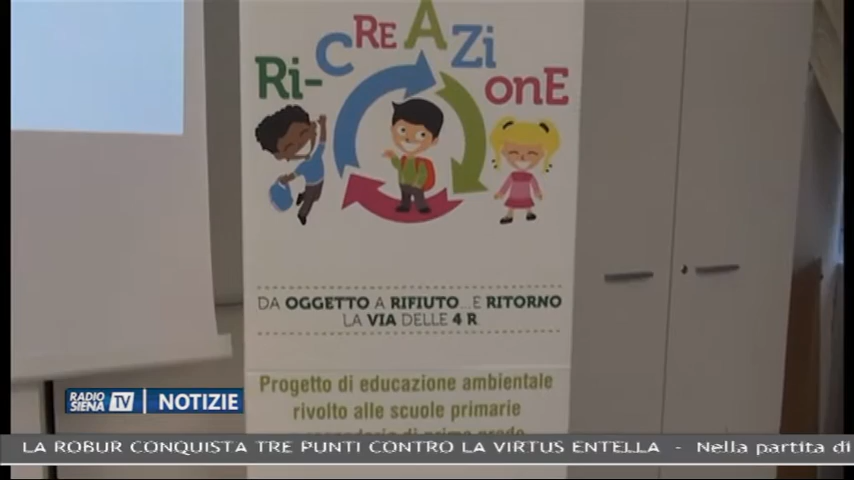 Ri-CREAZiONE
DA OGGETTO A RIFIUTO... E RITORNO
LA VIA DELLE 4 R
Progetto di educazione ambientale
rivolto alle scuole primarie
RADIO SIENA TV NOTIZIE
LA ROBUR CONQUISTA TRE PUNTI CONTRO LA VIRTUS ENTELLA - Nella partita di